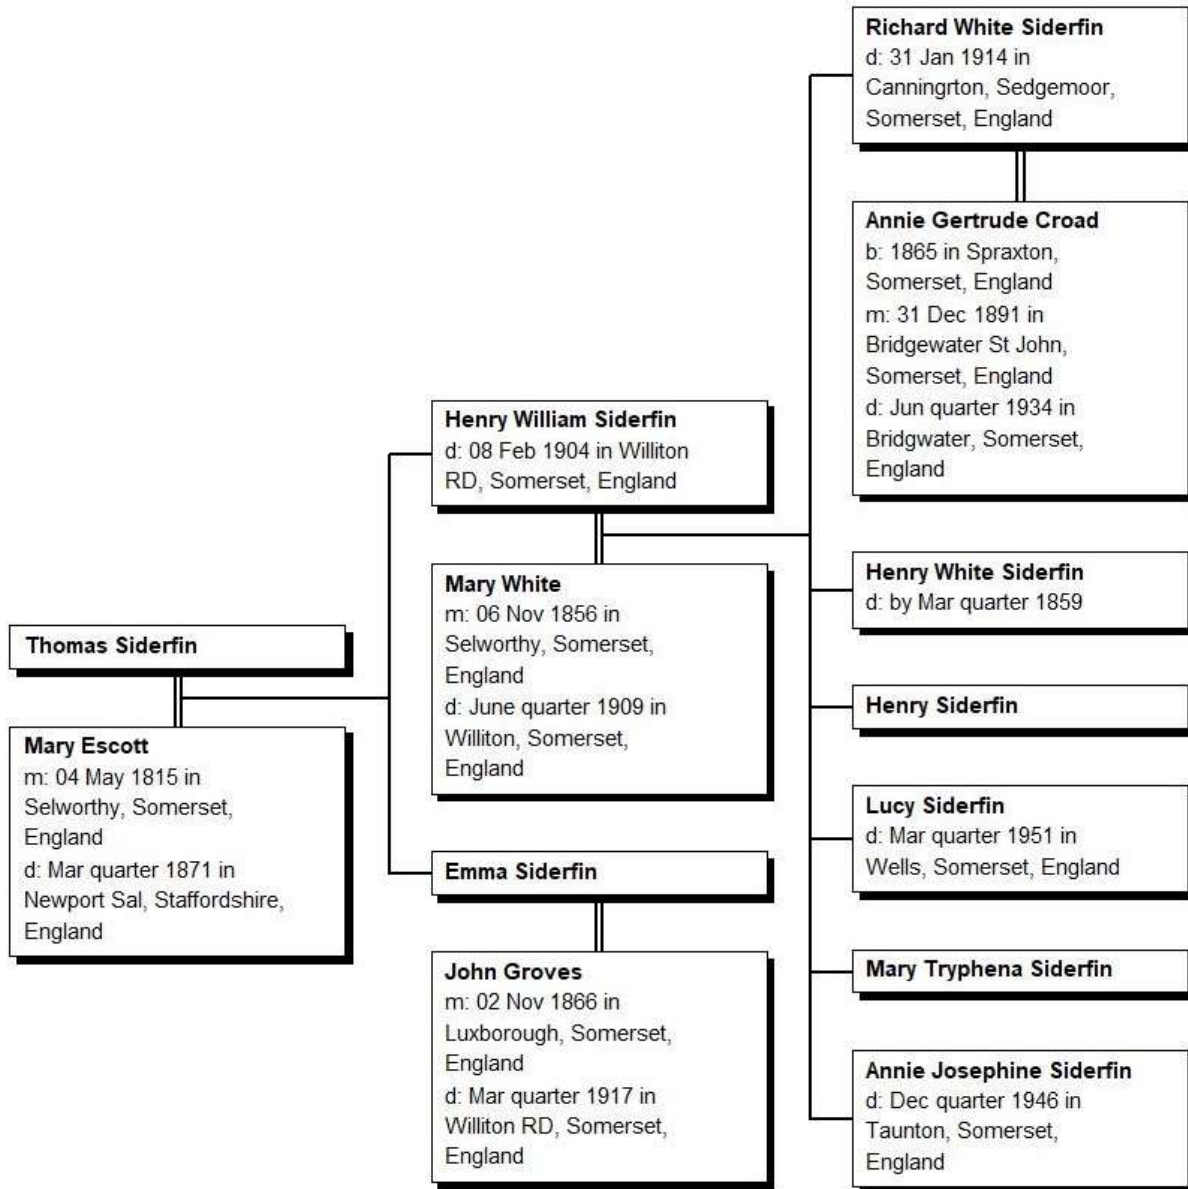 Thomas Siderfin
Mary Escott
m: 04 May 1815 in
Selworthy, Somerset,
England
d: Mar quarter 1871 in
Newport Sal, Staffordshire,
England
Henry William Siderfin
d: 08 Feb 1904 in Williton
RD, Somerset, England
Mary White
m: 06 Nov 1856 in
Selworthy, Somerset,
England
d: June quarter 1909 in
Williton, Somerset,
England
Emma Siderfin
John Groves
m: 02 Nov 1866 in
Luxborough, Somerset,
England
d: Mar quarter 1917 in
Williton RD, Somerset,
England
Richard White Siderfin
d: 31 Jan 1914 in
Canningrton, Sedgemoor,
Somerset, England
Annie Gertrude Croad
b: 1865 in Spraxton,
Somerset, England
m: 31 Dec 1891 in
Bridgewater St John,
Somerset, England
d: Jun quarter 1934 in
Bridgwater, Somerset,
England
Henry White Siderfin
d: by Mar quarter 1859
Henry Siderfin
Lucy Siderfin
d: Mar quarter 1951 in
Wells, Somerset, England
Mary Tryphena Siderfin
Annie Josephine Siderfin
d: Dec quarter 1946 in
Taunton, Somerset,
England